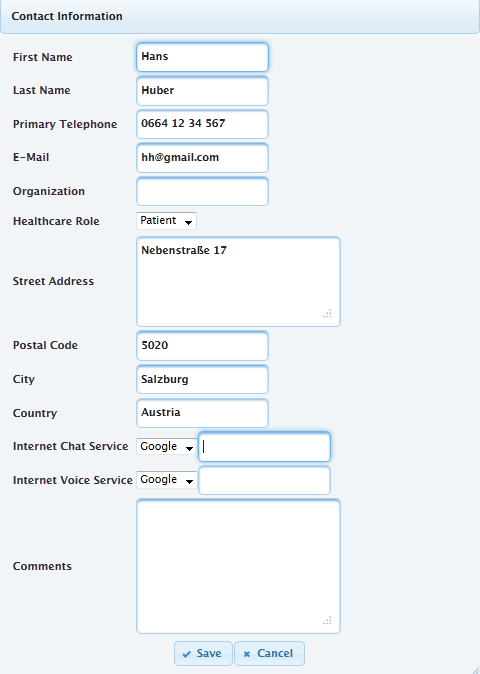 Contact Information
First Name Hans
Last Name Huber
Primary Telephone 0664 12 34 567
E-Mail hh@gmail.com
Organization
Healthcare Role Patient
Street Address Nebenstraße 17
Postal Code 5020
City Salzburg
Country Austria
Internet Chat Service Google
Internet Voice Service Google
Comments
Save Cancel